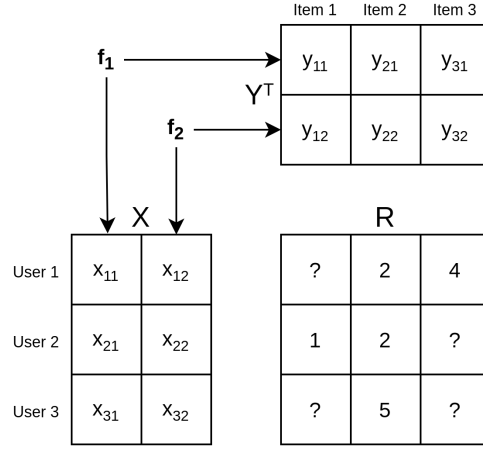 Item 1 Item 2 Item 3
f₁ y₁₁ y₂₁ y₃₁
Yᵀ
f₂ y₁₂ y₂₂ y₃₂
X R
User 1 x₁₁ x₁₂ ? 2 4
User 2 x₂₁ x₂₂ 1 2 ?
User 3 x₃₁ x₃₂ ? 5 ?